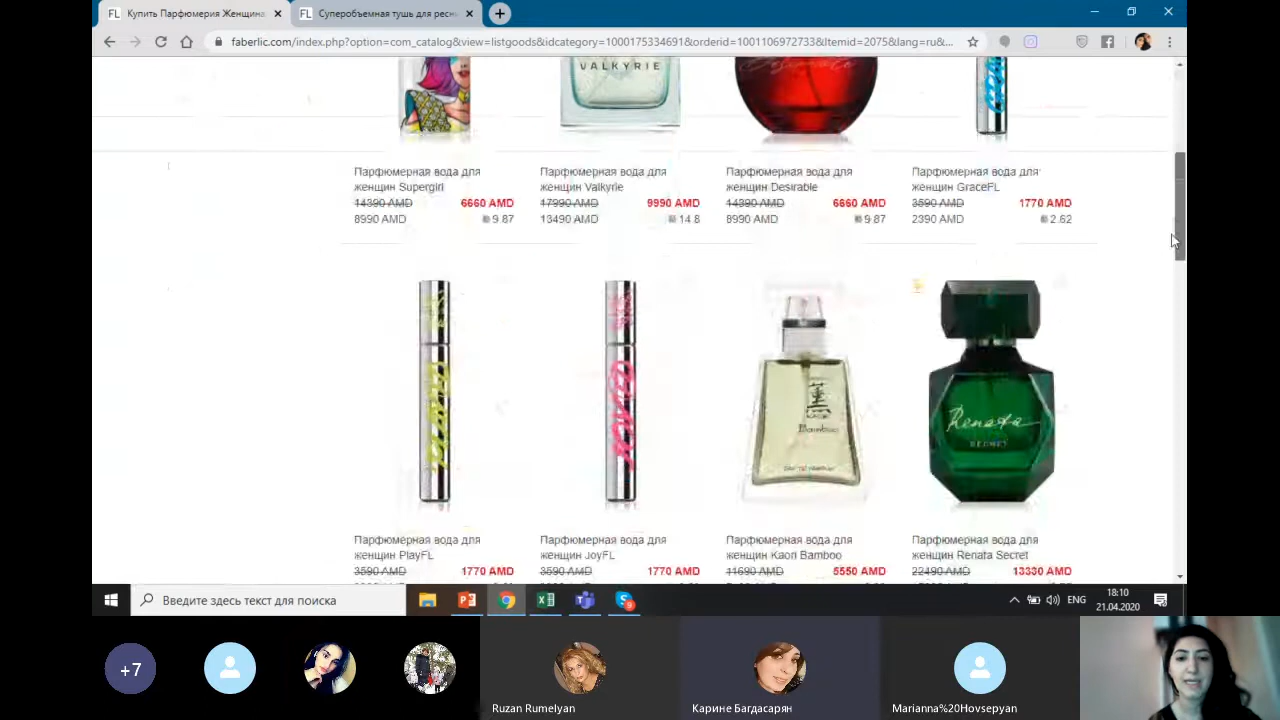 FL Купить Парфюмерия Женщина
FL Суперобъемная тушь для ресн
faberlic.com/index.php?option=com_catalog&view=listgoods&idcategory=1000175334691&orderid=1001106972733&Itemid=2075&lang=ru&...
VALKYRIE
Парфюмерная вода для
женщин Supergirl
14390 AMD 6660 AMD
8990 AMD 9.87
Парфюмерная вода для
женщин Valkyrie
17990 AMD 9990 AMD
13490 AMD 14.8
Парфюмерная вода для
женщин Desirable
14390 AMD 6660 AMD
8990 AMD 9.87
Парфюмерная вода для
женщин GraceFL
3590 AMD 1770 AMD
2390 AMD 2.62
薫
Bamboo
Renata
SECRET
Парфюмерная вода для
женщин PlayFL
3590 AMD 1770 AMD
Парфюмерная вода для
женщин JoyFL
3590 AMD 1770 AMD
Парфюмерная вода для
женщин Kaori Bamboo
11690 AMD 5550 AMD
Парфюмерная вода для
женщин Renata Secret
22490 AMD 13330 AMD
Введите здесь текст для поиска
ENG
18:10
21.04.2020
+7
Ruzan Rumelyan
Карине Багдасарян
Marianna%20Hovsepyan